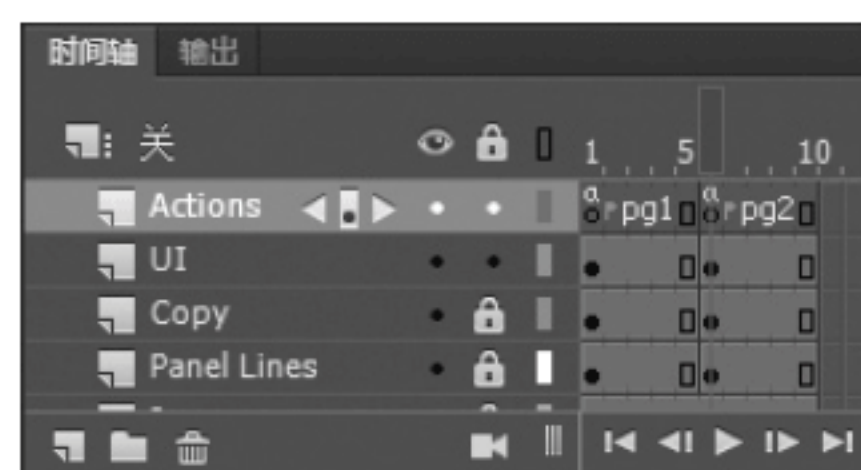 时间轴 输出
关 1 5 10
Actions pg1 pg2
UI
Copy
Panel Lines